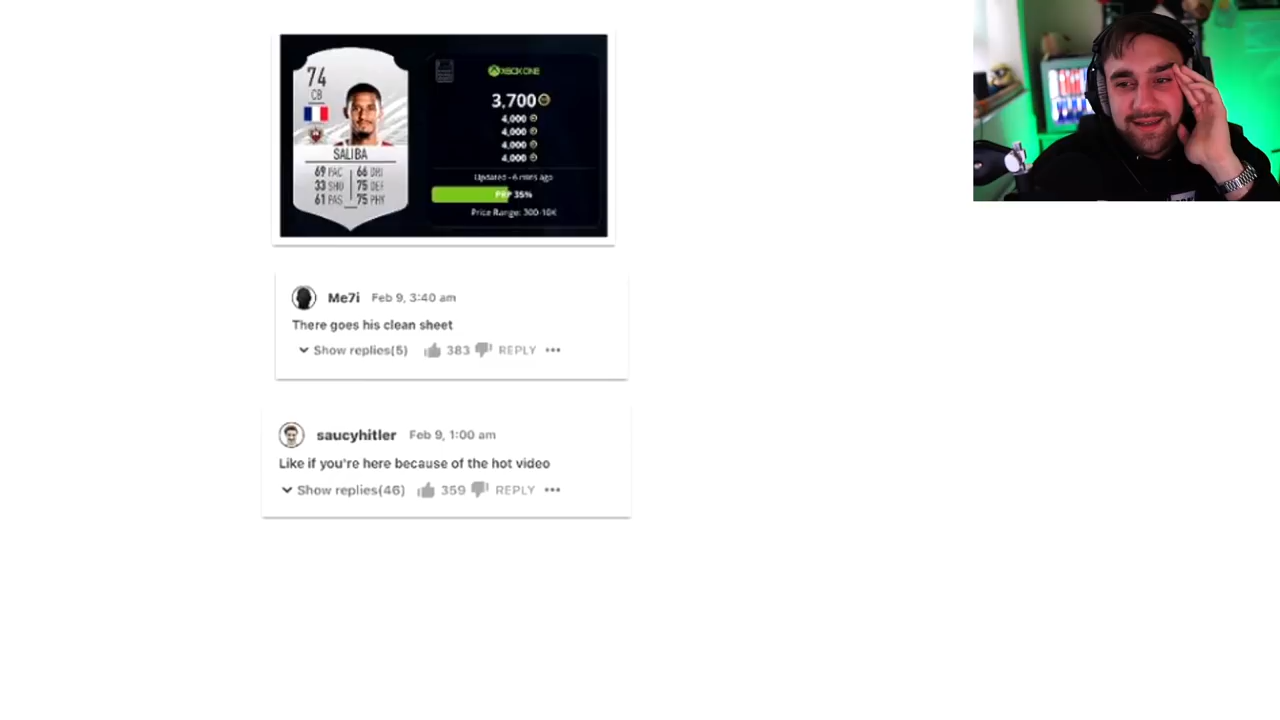 74
CB
SALIBA
69 PAC 66 DRI
33 SHO 75 DEF
61 PAS 75 PHY
XBOX ONE
3,700
4,000
4,000
4,000
4,000
Updated - 6 mins ago
PRP 35%
Price Range: 300-10K
Me7i Feb 9, 3:40 am
There goes his clean sheet
Show replies(5) 383 REPLY •••
saucyhitler Feb 9, 1:00 am
Like if you're here because of the hot video
Show replies(46) 359 REPLY •••